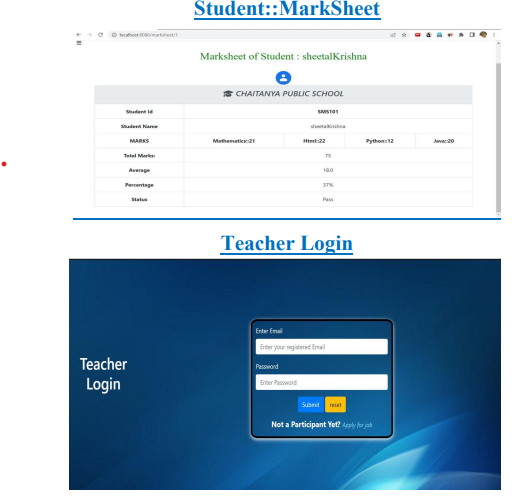 Student::MarkSheet
localhost:8080/marksheet/1
Marksheet of Student : sheetalKrishna
CHAITANYA PUBLIC SCHOOL
Student Id SMS101
Student Name sheetalKrishna
MARKS Mathematics:21 Html:22 Python:12 Java:20
Total Marks: 75
Average 18.0
Percentage 37%
Status Pass
Teacher Login
Teacher
Login
Enter Email
Enter your registered Email
Password
Enter Password
Submit reset
Not a Participant Yet? Apply for job